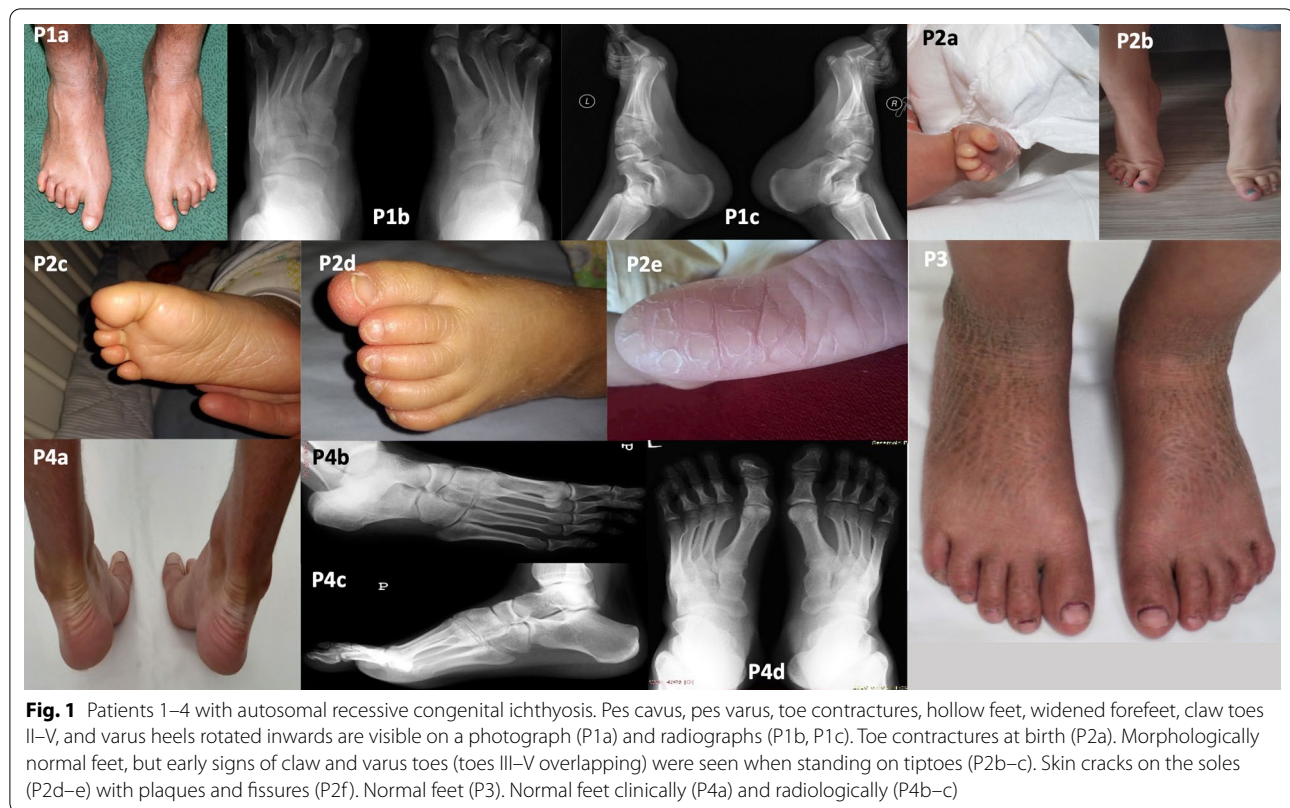 P1a
P1b
L
P1c
R
P2a
P2b
P2c
P2d
P2e
P3
P4a
P4b
P4c
P
P4d
L
Fig. 1 Patients 1–4 with autosomal recessive congenital ichthyosis. Pes cavus, pes varus, toe contractures, hollow feet, widened forefeet, claw toes
II–V, and varus heels rotated inwards are visible on a photograph (P1a) and radiographs (P1b, P1c). Toe contractures at birth (P2a). Morphologically
normal feet, but early signs of claw and varus toes (toes III–V overlapping) were seen when standing on tiptoes (P2b–c). Skin cracks on the soles
(P2d–e) with plaques and fissures (P2f). Normal feet (P3). Normal feet clinically (P4a) and radiologically (P4b–c)